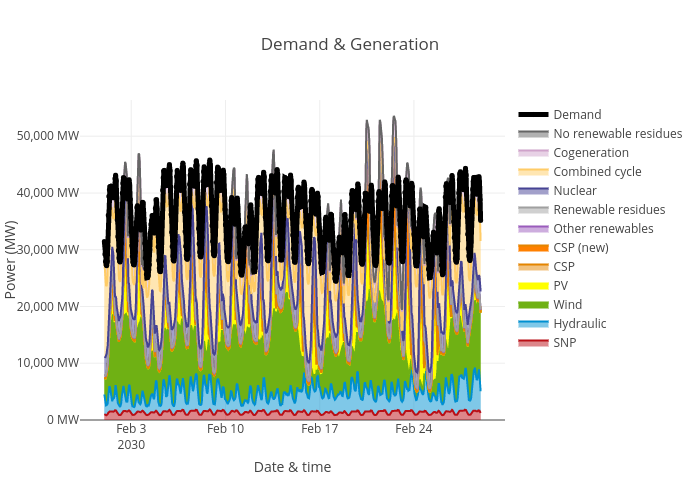 Demand & Generation
50,000 MW
40,000 MW
30,000 MW
20,000 MW
10,000 MW
0 MW
Power (MW)
Feb 3
2030
Feb 10
Feb 17
Feb 24
Date & time
Demand
No renewable residues
Cogeneration
Combined cycle
Nuclear
Renewable residues
Other renewables
CSP (new)
CSP
PV
Wind
Hydraulic
SNP